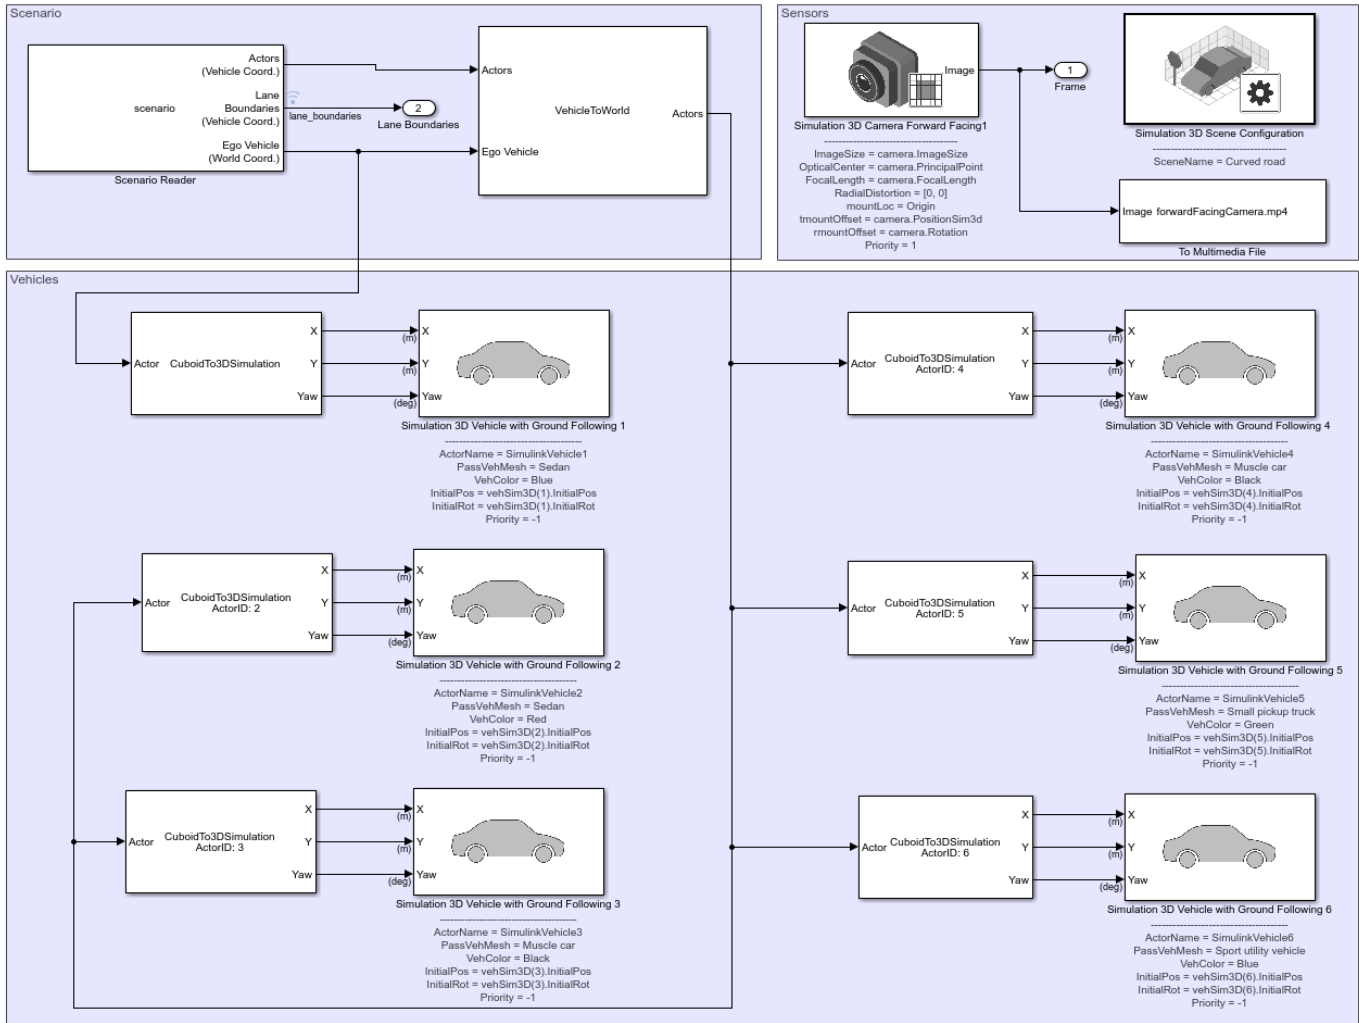 Scenario
Actors
(Vehicle Coord.)
scenario
Lane
Boundaries
(Vehicle Coord.)
Ego Vehicle
(World Coord.)
Scenario Reader
lane_boundaries
2
Lane Boundaries
Actors
Ego Vehicle
VehicleToWorld
Actors
Sensors
Image
Simulation 3D Camera Forward Facing1
------------------------------------
ImageSize = camera.ImageSize
OpticalCenter = camera.PrincipalPoint
FocalLength = camera.FocalLength
RadialDistortion = [0, 0]
mountLoc = Origin
tmountOffset = camera.PositionSim3d
rmountOffset = camera.Rotation
Priority = 1
1
Frame
Simulation 3D Scene Configuration
------------------------------------
SceneName = Curved road
Image forwardFacingCamera.mp4
To Multimedia File
Vehicles
Actor
CuboidTo3DSimulation
X
Y
Yaw
(m)
(m)
(deg)
X
Y
Yaw
Simulation 3D Vehicle with Ground Following 1
------------------------------------
ActorName = SimulinkVehicle1
PassVehMesh = Sedan
VehColor = Blue
InitialPos = vehSim3D(1).InitialPos
InitialRot = vehSim3D(1).InitialRot
Priority = -1
Actor
CuboidTo3DSimulation
ActorID: 2
X
Y
Yaw
(m)
(m)
(deg)
X
Y
Yaw
Simulation 3D Vehicle with Ground Following 2
------------------------------------
ActorName = SimulinkVehicle2
PassVehMesh = Sedan
VehColor = Red
InitialPos = vehSim3D(2).InitialPos
InitialRot = vehSim3D(2).InitialRot
Priority = -1
Actor
CuboidTo3DSimulation
ActorID: 3
X
Y
Yaw
(m)
(m)
(deg)
X
Y
Yaw
Simulation 3D Vehicle with Ground Following 3
------------------------------------
ActorName = SimulinkVehicle3
PassVehMesh = Muscle car
VehColor = Black
InitialPos = vehSim3D(3).InitialPos
InitialRot = vehSim3D(3).InitialRot
Priority = -1
Actor
CuboidTo3DSimulation
ActorID: 4
X
Y
Yaw
(m)
(m)
(deg)
X
Y
Yaw
Simulation 3D Vehicle with Ground Following 4
------------------------------------
ActorName = SimulinkVehicle4
PassVehMesh = Muscle car
VehColor = Black
InitialPos = vehSim3D(4).InitialPos
InitialRot = vehSim3D(4).InitialRot
Priority = -1
Actor
CuboidTo3DSimulation
ActorID: 5
X
Y
Yaw
(m)
(m)
(deg)
X
Y
Yaw
Simulation 3D Vehicle with Ground Following 5
------------------------------------
ActorName = SimulinkVehicle5
PassVehMesh = Small pickup truck
VehColor = Green
InitialPos = vehSim3D(5).InitialPos
InitialRot = vehSim3D(5).InitialRot
Priority = -1
Actor
CuboidTo3DSimulation
ActorID: 6
X
Y
Yaw
(m)
(m)
(deg)
X
Y
Yaw
Simulation 3D Vehicle with Ground Following 6
------------------------------------
ActorName = SimulinkVehicle6
PassVehMesh = Sport utility vehicle
VehColor = Blue
InitialPos = vehSim3D(6).InitialPos
InitialRot = vehSim3D(6).InitialRot
Priority = -1